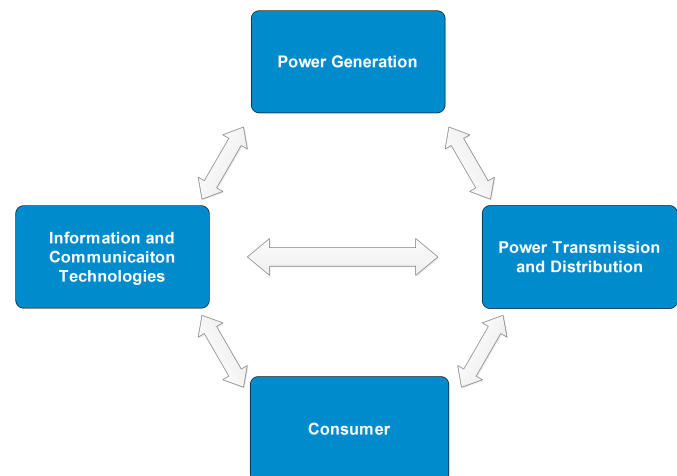 Power Generation
Information and
Communicaiton
Technologies
Power Transmission
and Distribution
Consumer